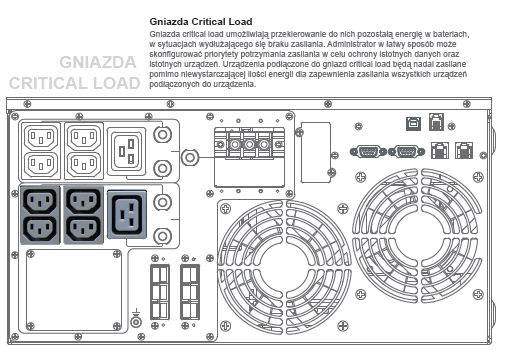 Gniazda Critical Load
Gniazda critical load umożliwiają przekierowanie do nich pozostałą energię w bateriach,
w sytuacjach wydłużającego się braku zasilania. Administrator w łatwy sposób może
skonfigurować priorytety potrzymania zasilania w celu ochrony istotnych danych oraz
istotnych urządzeń. Urządzenia podłączone do gniazd critical load będą nadal zasilane
pomimo niewystarczającej ilości energii dla zapewnienia zasilania wszystkich urządzeń
podłączonych do urządzenia.
GNIAZDA
CRITICAL LOAD